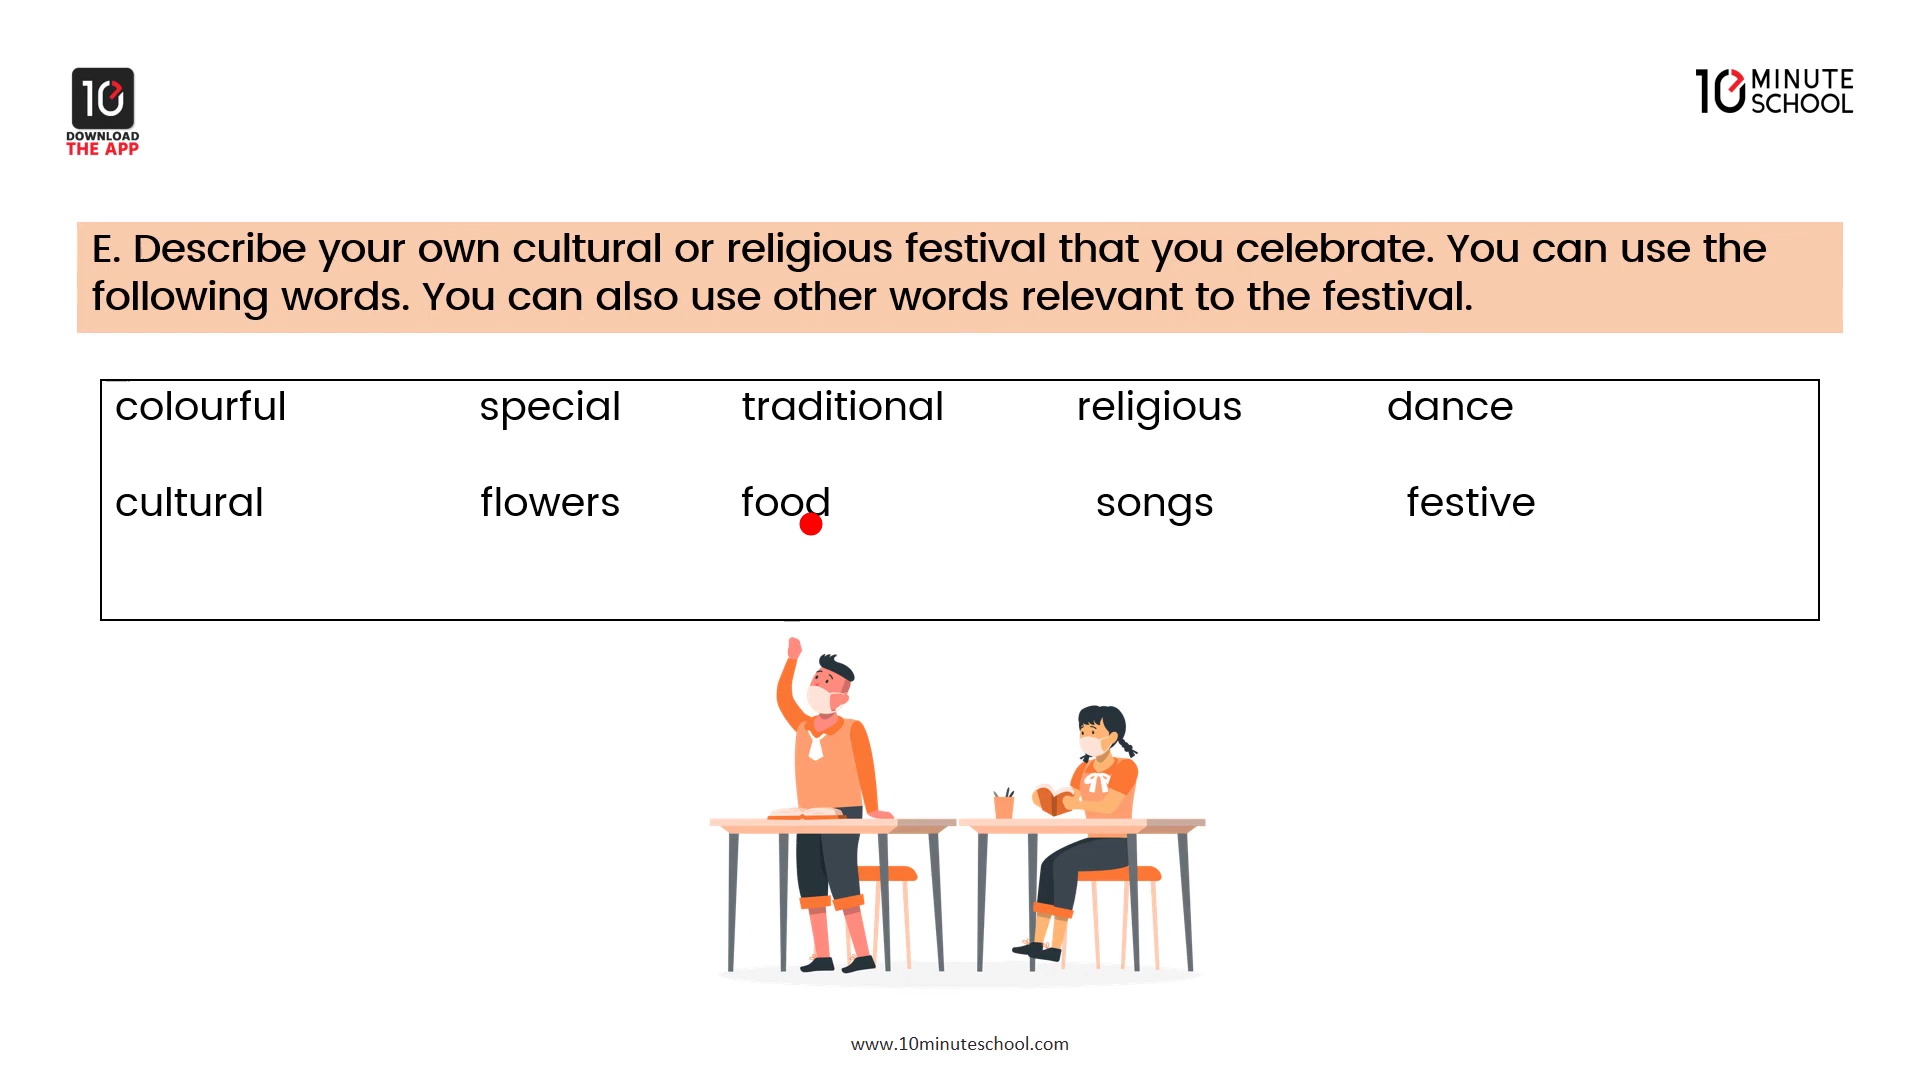 10
DOWNLOAD
THE APP
10 MINUTE
SCHOOL
E. Describe your own cultural or religious festival that you celebrate. You can use the
following words. You can also use other words relevant to the festival.
colourful special traditional religious dance
cultural flowers food songs festive
www.10minuteschool.com